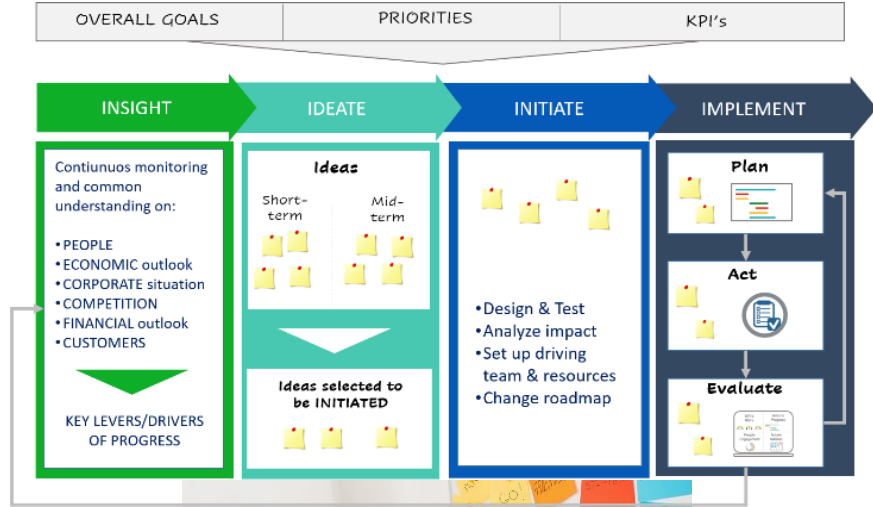 OVERALL GOALS
PRIORITIES
KPI's
INSIGHT
IDEATE
INITIATE
IMPLEMENT
Contiunuos monitoring
and common
understanding on:
•PEOPLE
•ECONOMIC outlook
•CORPORATE situation
•COMPETITION
•FINANCIAL outlook
•CUSTOMERS
KEY LEVERS/DRIVERS
OF PROGRESS
Ideas
Short-
term
Mid-
term
Ideas selected to
be INITIATED
•Design & Test
•Analyze impact
•Set up driving
team & resources
•Change roadmap
Plan
Act
Evaluate
GO!